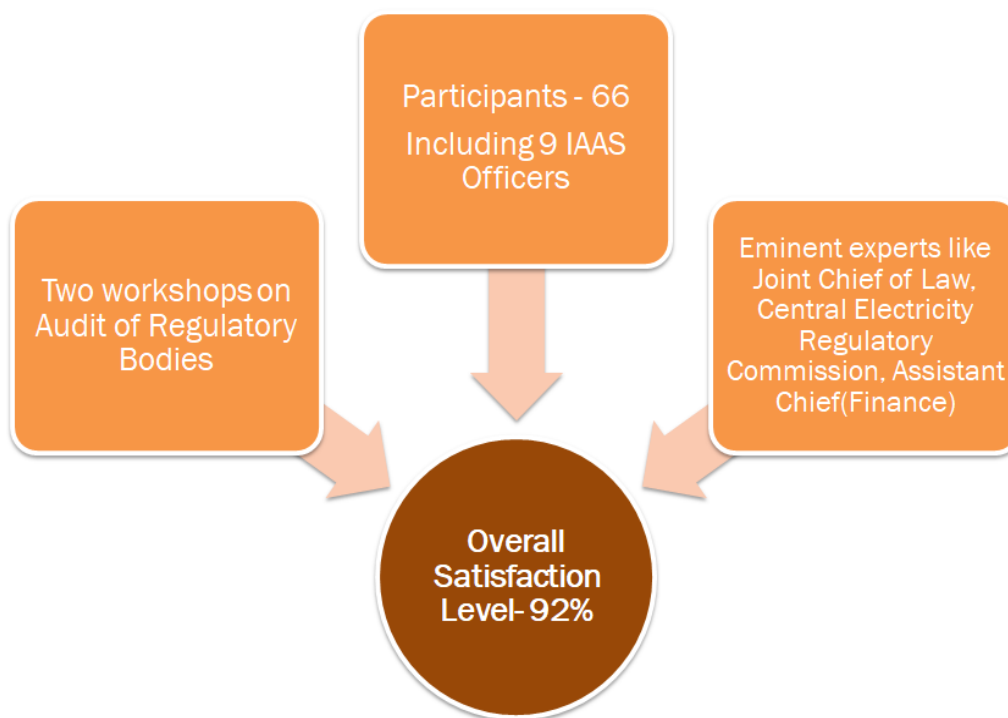 Participants - 66
Including 9 IAAS
Officers
Two workshops on
Audit of Regulatory
Bodies
Eminent experts like
Joint Chief of Law,
Central Electricity
Regulatory
Commission, Assistant
Chief(Finance)
Overall
Satisfaction
Level- 92%